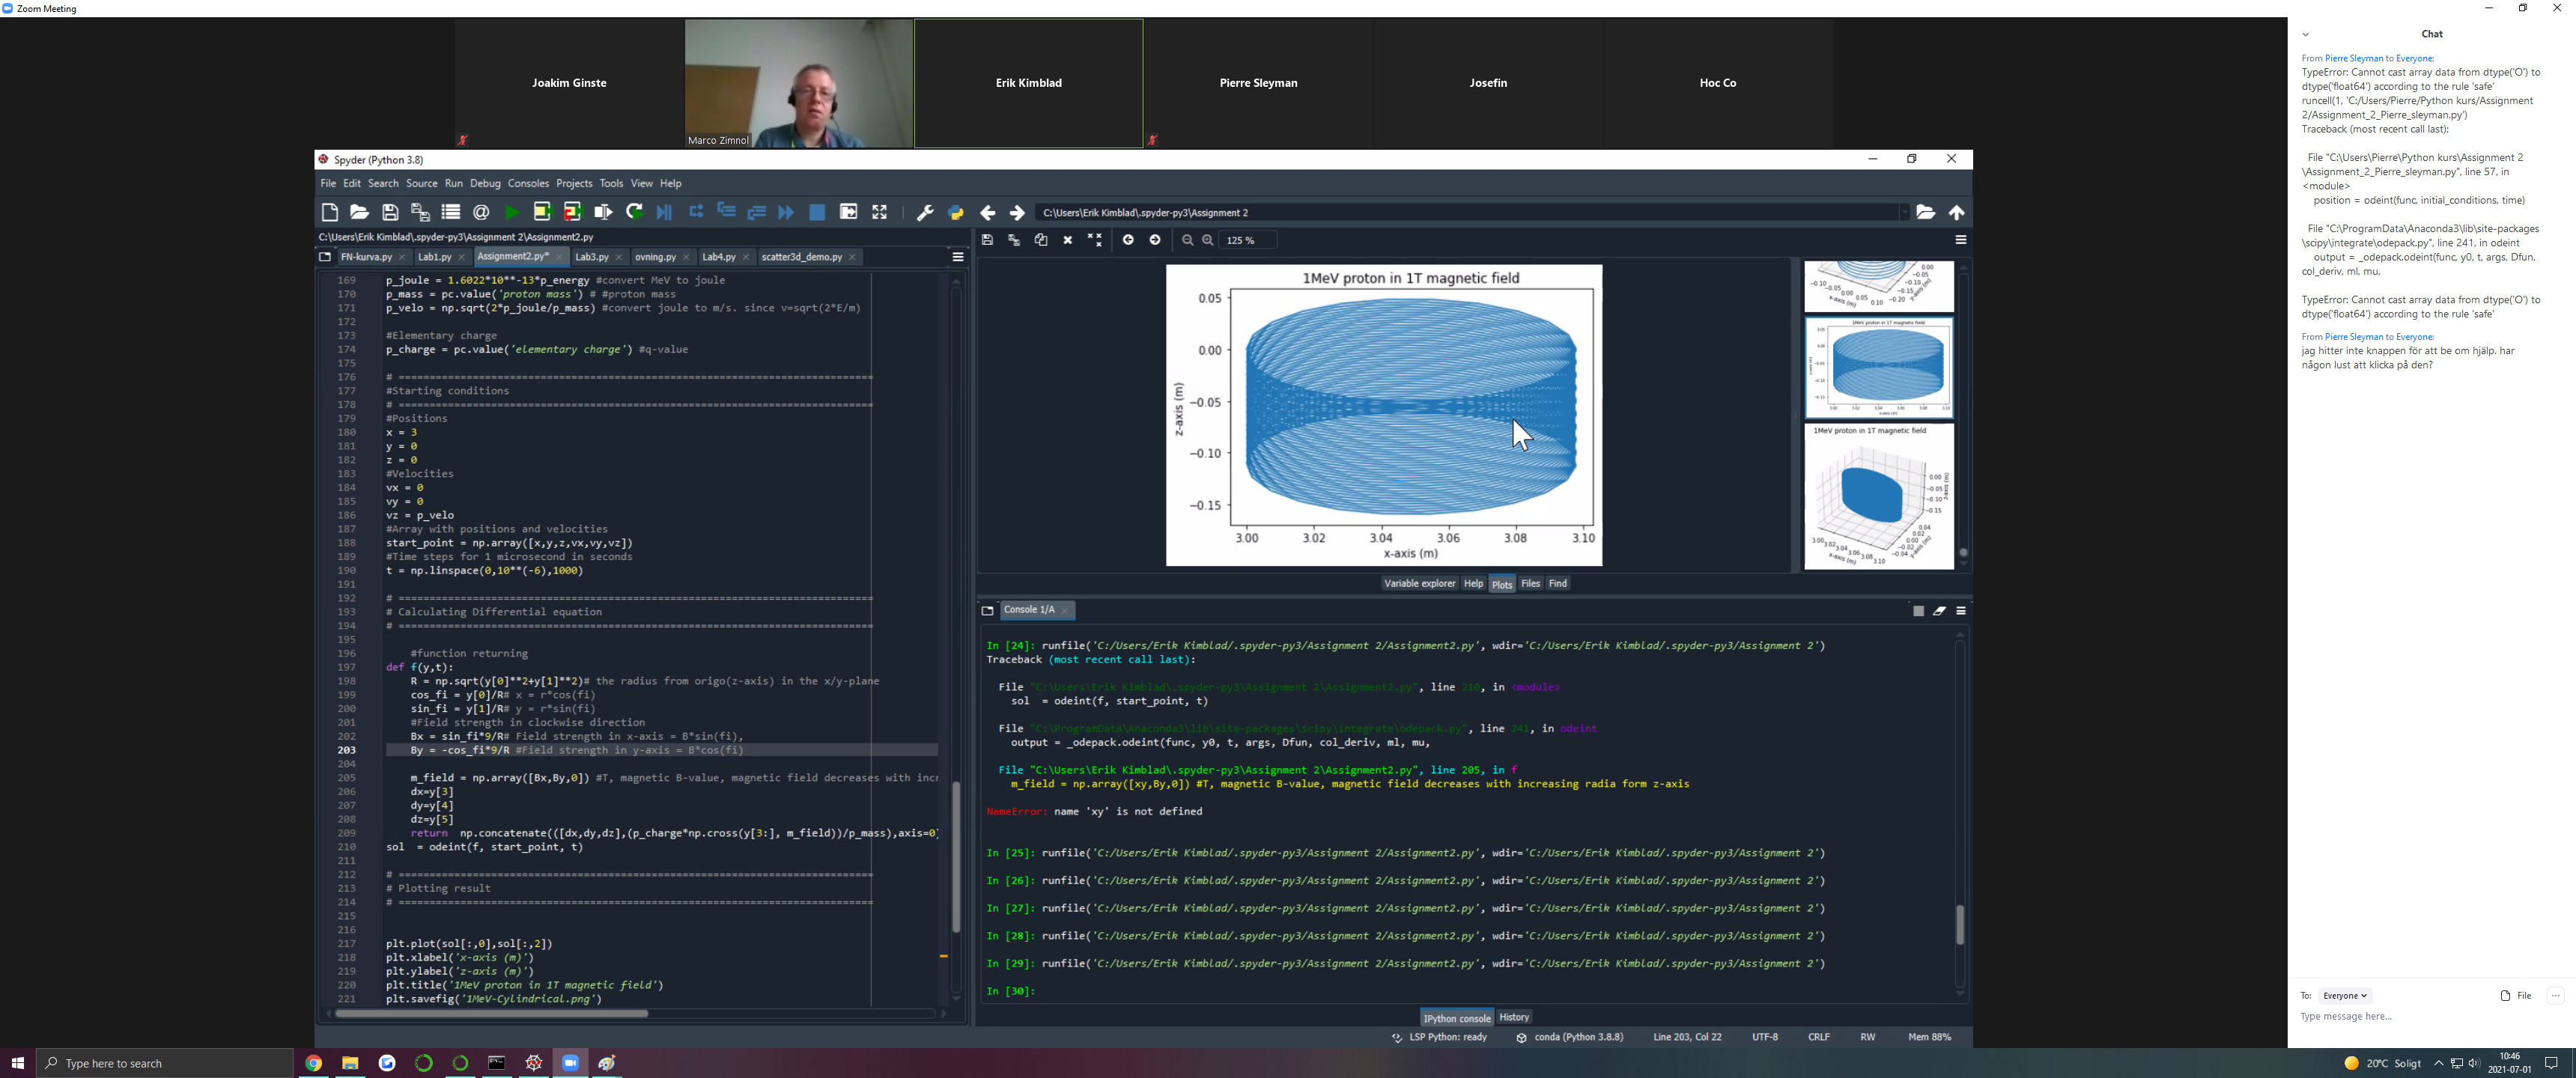 Zoom Meeting
Joakim Ginste
Marco Zimnol
Erik Kimblad
Pierre Sleyman
Josefin
Hoc Co
Spyder (Python 3.8)
File Edit Search Source Run Debug Consoles Projects Tools View Help
C:\Users\Erik Kimblad\.spyder-py3\Assignment 2
C:\Users\Erik Kimblad\.spyder-py3\Assignment 2\Assignment2.py
FN-kurva.py Lab1.py Assignment2.py* Lab3.py ovning.py Lab4.py scatter3d_demo.py
169 p_joule = 1.6022*10**-13*p_energy #convert MeV to joule
170 p_mass = pc.value('proton mass') # #proton mass
171 p_velo = np.sqrt(2*p_joule/p_mass) #convert joule to m/s. since v=sqrt(2*E/m)
172
173 #Elementary charge
174 p_charge = pc.value('elementary charge') #q-value
175
176 # ==============================================================================
177 #Starting conditions
178 # ==============================================================================
179 #Positions
180 x = 3
181 y = 0
182 z = 0
183 #Velocities
184 vx = 0
185 vy = 0
186 vz = p_velo
187 #Array with positions and velocities
188 start_point = np.array([x,y,z,vx,vy,vz])
189 #Time steps for 1 microsecond in seconds
190 t = np.linspace(0,10**(-6),1000)
191
192 # ==============================================================================
193 # Calculating Differential equation
194 # ==============================================================================
195
196 #function returning
197 def f(y,t):
198 R = np.sqrt(y[0]**2+y[1]**2)# the radius from origo(z-axis) in the x/y-plane
199 cos_fi = y[0]/R# x = r*cos(fi)
200 sin_fi = y[1]/R# y = r*sin(fi)
201 #Field strength in clockwise direction
202 Bx = sin_fi*9/R# Field strength in x-axis = B*sin(fi),
203 By = -cos_fi*9/R #Field strength in y-axis = B*cos(fi)
204
205 m_field = np.array([Bx,By,0]) #T, magnetic B-value, magnetic field decreases with incr
206 dx=y[3]
207 dy=y[4]
208 dz=y[5]
209 return np.concatenate(([dx,dy,dz],(p_charge*np.cross(y[3:], m_field))/p_mass),axis=0)
210 sol = odeint(f, start_point, t)
211
212 # ==============================================================================
213 # Plotting result
214 # ==============================================================================
215
216
217 plt.plot(sol[:,0],sol[:,2])
218 plt.xlabel('x-axis (m)')
219 plt.ylabel('z-axis (m)')
220 plt.title('1MeV proton in 1T magnetic field')
221 plt.savefig('1MeV-Cylindrical.png')
125 %
1MeV proton in 1T magnetic field
0.05
0.00
−0.05
−0.10
−0.15
z-axis (m)
3.00 3.02 3.04 3.06 3.08 3.10
x-axis (m)
1MeV proton in 1T magnetic field
1MeV proton in 1T magnetic field
Variable explorer Help Plots Files Find
Console 1/A
In [24]: runfile('C:/Users/Erik Kimblad/.spyder-py3/Assignment 2/Assignment2.py', wdir='C:/Users/Erik Kimblad/.spyder-py3/Assignment 2')
Traceback (most recent call last):
File "C:\Users\Erik Kimblad\.spyder-py3\Assignment 2\Assignment2.py", line 210, in <module>
sol = odeint(f, start_point, t)
File "C:\ProgramData\Anaconda3\lib\site-packages\scipy\integrate\odepack.py", line 241, in odeint
output = _odepack.odeint(func, y0, t, args, Dfun, col_deriv, ml, mu,
File "C:\Users\Erik Kimblad\.spyder-py3\Assignment 2\Assignment2.py", line 205, in f
m_field = np.array([xy,By,0]) #T, magnetic B-value, magnetic field decreases with increasing radia form z-axis
NameError: name 'xy' is not defined
In [25]: runfile('C:/Users/Erik Kimblad/.spyder-py3/Assignment 2/Assignment2.py', wdir='C:/Users/Erik Kimblad/.spyder-py3/Assignment 2')
In [26]: runfile('C:/Users/Erik Kimblad/.spyder-py3/Assignment 2/Assignment2.py', wdir='C:/Users/Erik Kimblad/.spyder-py3/Assignment 2')
In [27]: runfile('C:/Users/Erik Kimblad/.spyder-py3/Assignment 2/Assignment2.py', wdir='C:/Users/Erik Kimblad/.spyder-py3/Assignment 2')
In [28]: runfile('C:/Users/Erik Kimblad/.spyder-py3/Assignment 2/Assignment2.py', wdir='C:/Users/Erik Kimblad/.spyder-py3/Assignment 2')
In [29]: runfile('C:/Users/Erik Kimblad/.spyder-py3/Assignment 2/Assignment2.py', wdir='C:/Users/Erik Kimblad/.spyder-py3/Assignment 2')
In [30]:
IPython console History
LSP Python: ready conda (Python 3.8.8) Line 203, Col 22 UTF-8 CRLF RW Mem 88%
Chat
From Pierre Sleyman to Everyone:
TypeError: Cannot cast array data from dtype('O') to
dtype('float64') according to the rule 'safe'
runcell(1, 'C:/Users/Pierre/Python kurs/Assignment
2/Assignment_2_Pierre_sleyman.py')
Traceback (most recent call last):
File "C:\Users\Pierre\Python kurs\Assignment 2
\Assignment_2_Pierre_sleyman.py", line 57, in
<module>
position = odeint(func, initial_conditions, time)
File "C:\ProgramData\Anaconda3\lib\site-packages
\scipy\integrate\odepack.py", line 241, in odeint
output = _odepack.odeint(func, y0, t, args, Dfun,
col_deriv, ml, mu,
TypeError: Cannot cast array data from dtype('O') to
dtype('float64') according to the rule 'safe'
From Pierre Sleyman to Everyone:
jag hitter inte knappen för att be om hjälp. har
någon lust att klicka på den?
To: Everyone File
Type message here...
Type here to search
20°C Soligt
10:46
2021-07-01